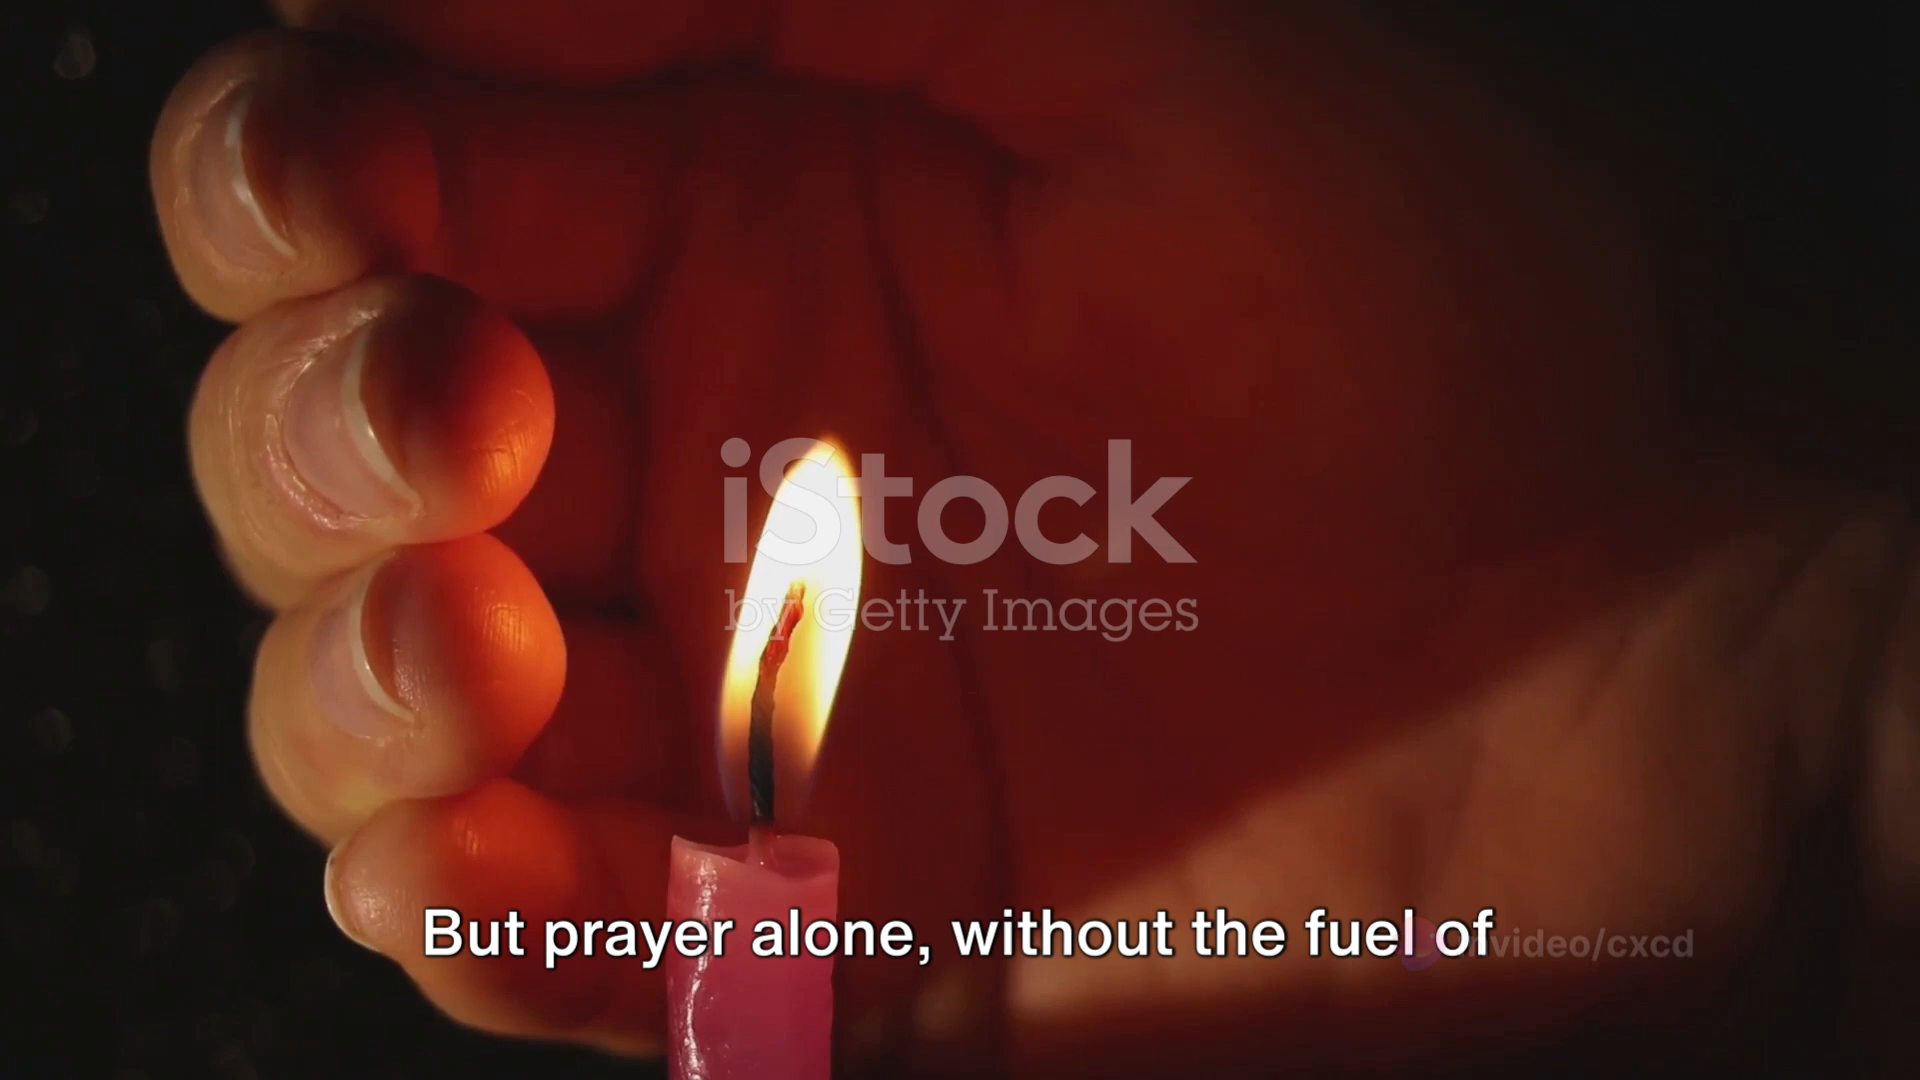 iStock
by Getty Images
But prayer alone, without the fuel of
video/cxcd